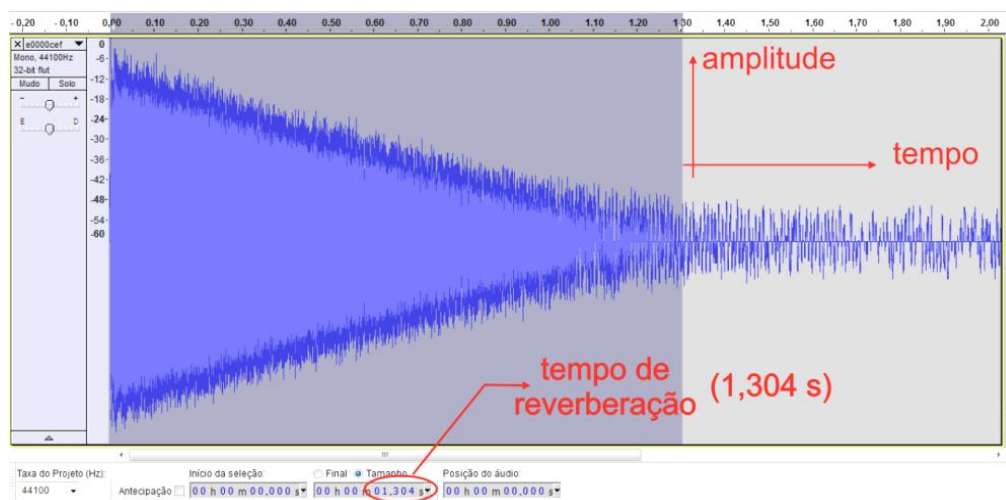 - 0,20 - 0,10 0,00 0,10 0,20 0,30 0,40 0,50 0,60 0,70 0,80 0,90 1,00 1,10 1,20 1,30 1,40 1,50 1,60 1,70 1,80 1,90 2,00
X e0000cef
Mono, 44100Hz
32-bit flut
Mudo Solo
- +
E D
0
-6-
-12-
-18-
-24-
-30-
-36-
-42-
-48-
-54-
-60
amplitude
tempo
tempo de
reverberação (1,304 s)
Taxa do Projeto (Hz): Início da seleção: Final Tamanho Posição do áudio:
44100 Antecipação 00 h 00 m 00,000 s 00 h 00 m 01,304 s 00 h 00 m 00,000 s